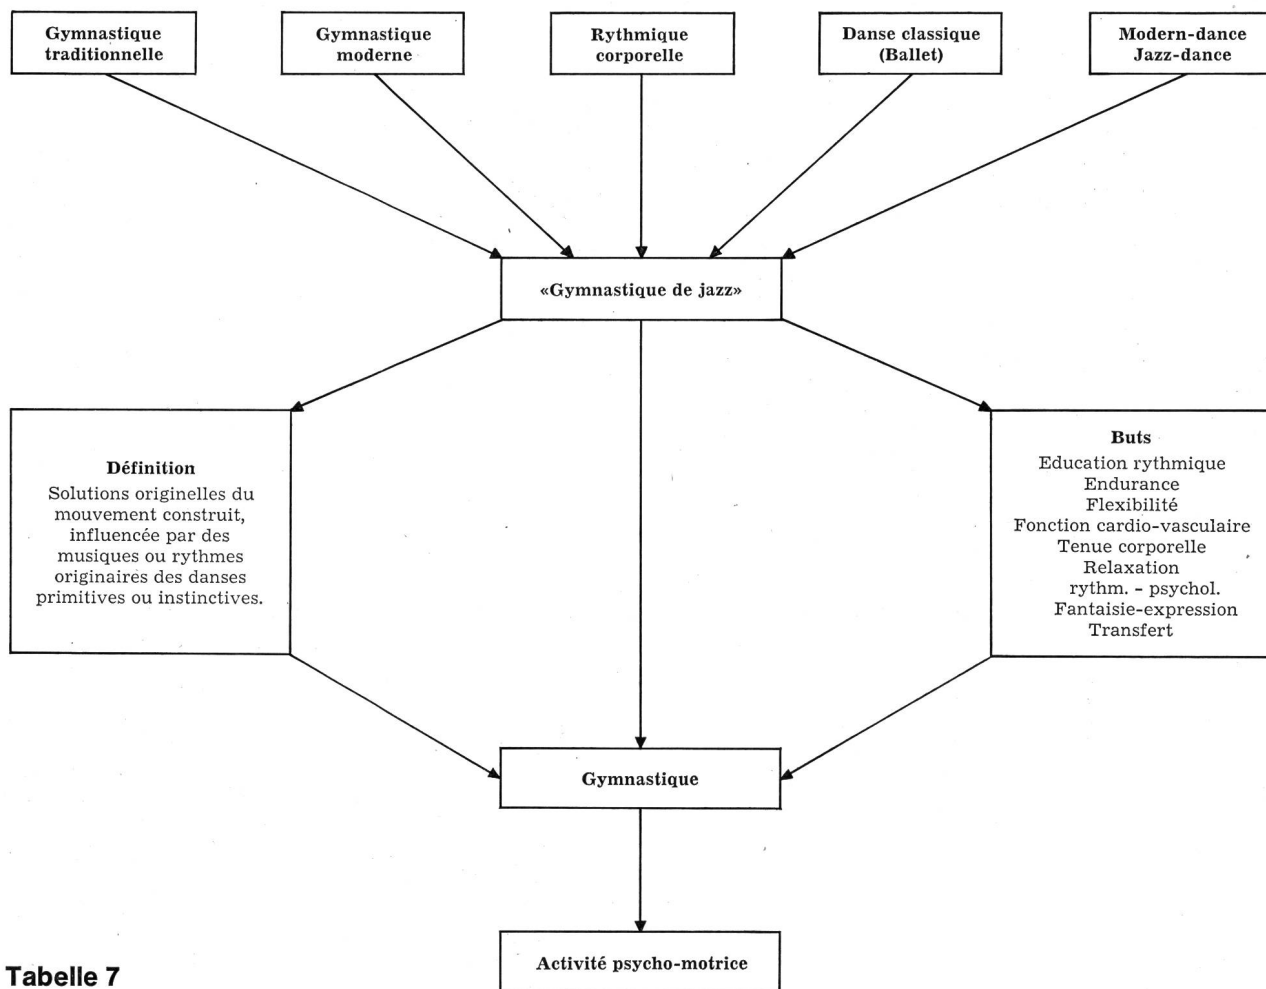 Gymnastique
traditionnelle
Gymnastique
moderne
Rythmique
corporelle
Danse classique
(Ballet)
Modern-dance
Jazz-dance
«Gymnastique de jazz»
Définition
Solutions originelles du
mouvement construit,
influencée par des
musiques ou rythmes
originaires des danses
primitives ou instinctives.
Buts
Education rythmique
Endurance
Flexibilité
Fonction cardio-vasculaire
Tenue corporelle
Relaxation
rythm. - psychol.
Fantaisie-expression
Transfert
Gymnastique
Activité psycho-motrice
Tabelle 7